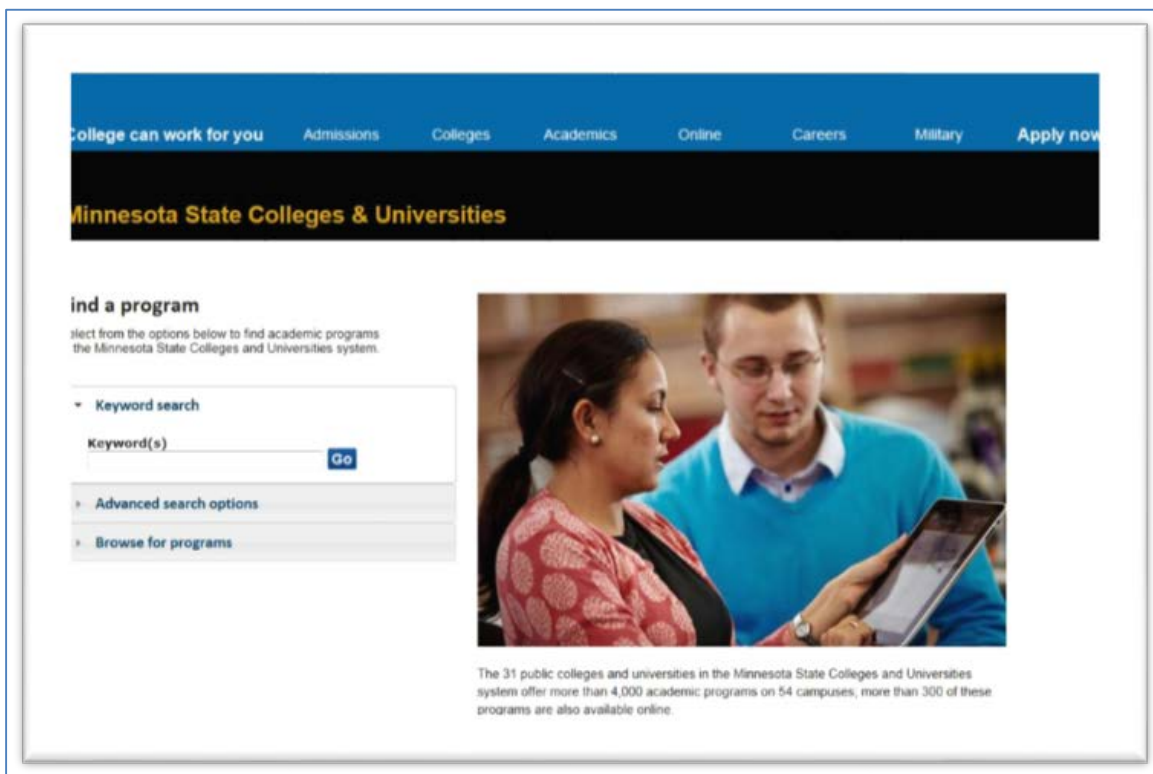 College can work for you Admissions Colleges Academics Online Careers Military Apply now
Minnesota State Colleges & Universities
ind a program
elect from the options below to find academic programs
the Minnesota State Colleges and Universities system.
Keyword search
Keyword(s)
Go
Advanced search options
Browse for programs
The 31 public colleges and universities in the Minnesota State Colleges and Universities
system offer more than 4,000 academic programs on 54 campuses; more than 300 of these
programs are also available online.